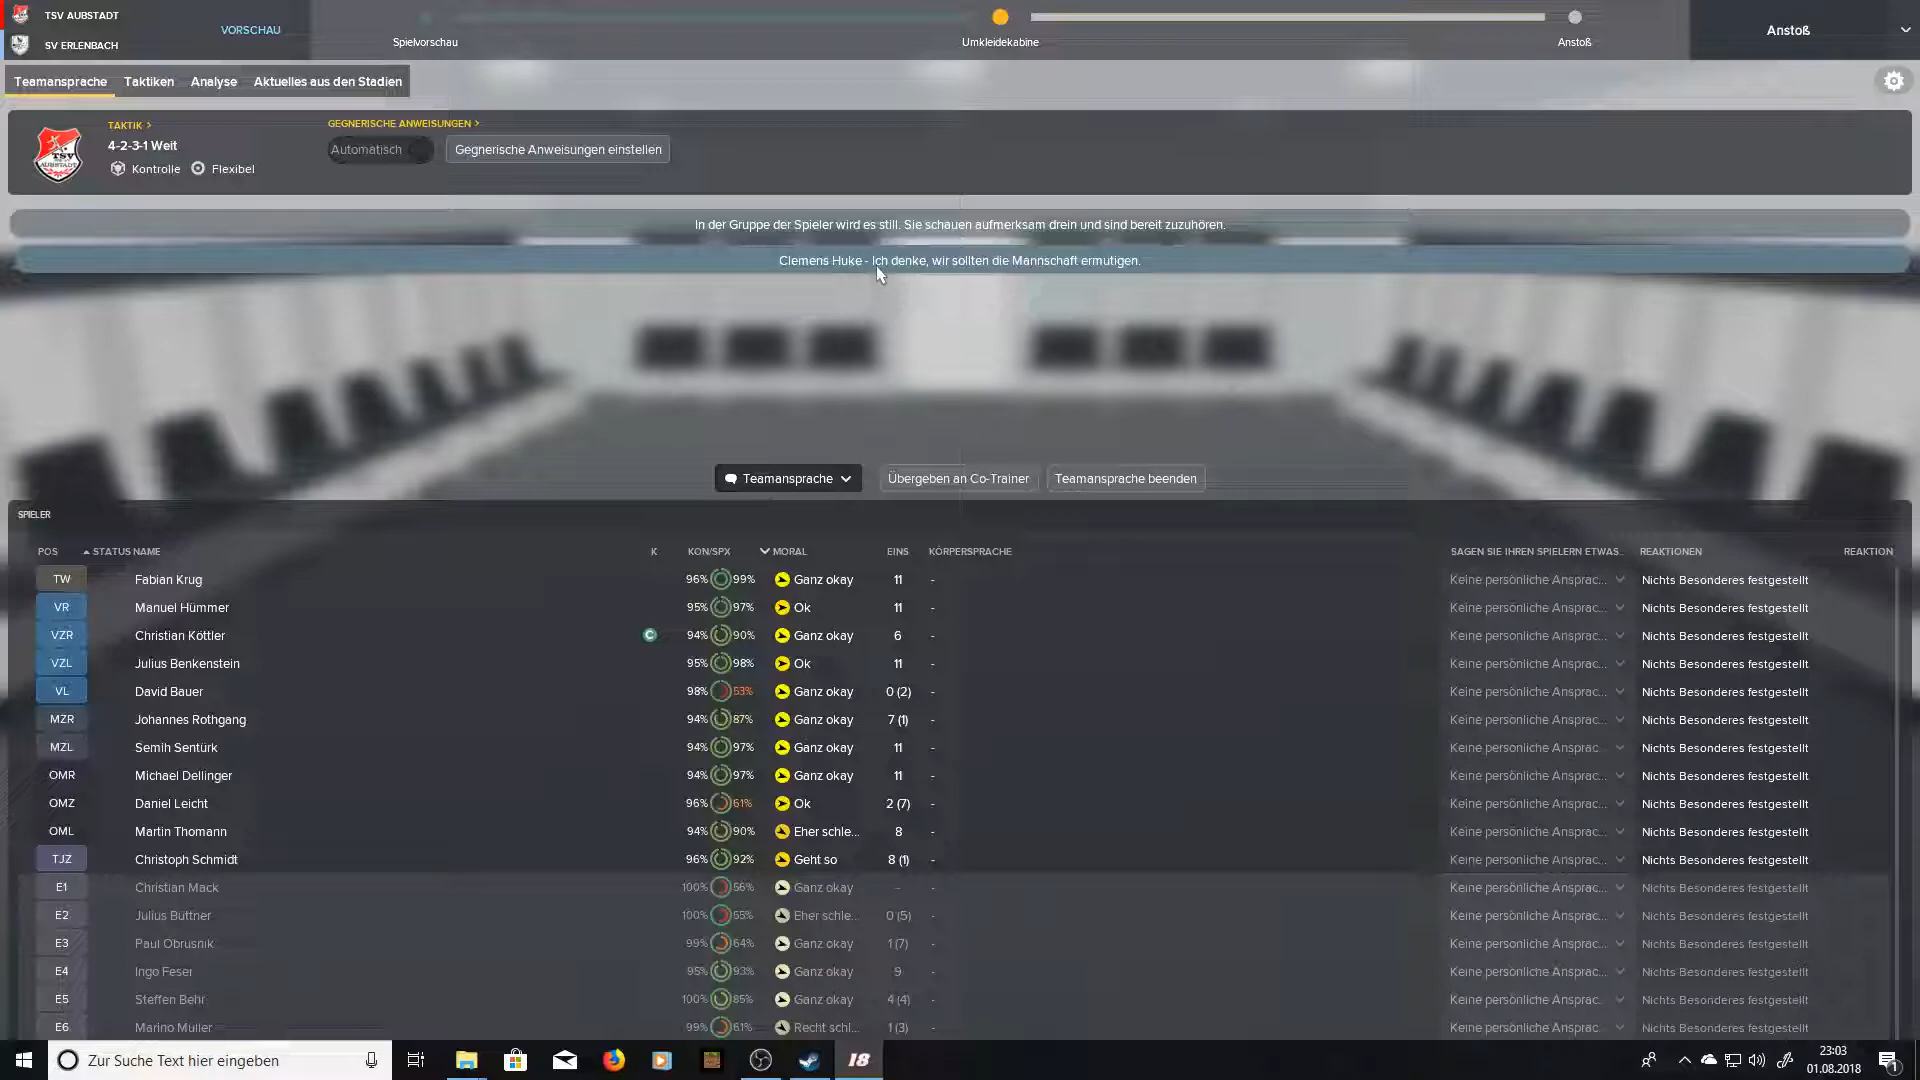 TSV AUBSTADT
SV ERLENBACH
VORSCHAU
Spielvorschau
Umkleidekabine
Anstoß
Anstoß
Teamansprache Taktiken Analyse Aktuelles aus den Stadien
TAKTIK >
4-2-3-1 Weit
Kontrolle Flexibel
GEGNERISCHE ANWEISUNGEN >
Automatisch Gegnerische Anweisungen einstellen
In der Gruppe der Spieler wird es still. Sie schauen aufmerksam drein und sind bereit zuzuhören.
Clemens Huke - Ich denke, wir sollten die Mannschaft ermutigen.
Teamansprache Übergeben an Co-Trainer Teamansprache beenden
SPIELER
POS STATUS NAME K KON/SPX MORAL EINS KÖRPERSPRACHE SAGEN SIE IHREN SPIELERN ETWAS... REAKTIONEN REAKTION
TW Fabian Krug 96% 99% Ganz okay 11 - Keine persönliche Ansprac... Nichts Besonderes festgestellt
VR Manuel Hümmer 95% 97% Ok 11 - Keine persönliche Ansprac... Nichts Besonderes festgestellt
VZR Christian Köttler C 94% 90% Ganz okay 6 - Keine persönliche Ansprac... Nichts Besonderes festgestellt
VZL Julius Benkenstein 95% 98% Ok 11 - Keine persönliche Ansprac... Nichts Besonderes festgestellt
VL David Bauer 98% 53% Ganz okay 0 (2) - Keine persönliche Ansprac... Nichts Besonderes festgestellt
MZR Johannes Rothgang 94% 87% Ganz okay 7 (1) - Keine persönliche Ansprac... Nichts Besonderes festgestellt
MZL Semih Sentürk 94% 97% Ganz okay 11 - Keine persönliche Ansprac... Nichts Besonderes festgestellt
OMR Michael Dellinger 94% 97% Ganz okay 11 - Keine persönliche Ansprac... Nichts Besonderes festgestellt
OMZ Daniel Leicht 96% 61% Ok 2 (7) - Keine persönliche Ansprac... Nichts Besonderes festgestellt
OML Martin Thomann 94% 90% Eher schle... 8 - Keine persönliche Ansprac... Nichts Besonderes festgestellt
TJZ Christoph Schmidt 96% 92% Geht so 8 (1) - Keine persönliche Ansprac... Nichts Besonderes festgestellt
E1 Christian Mack 100% 56% Ganz okay - - Keine persönliche Ansprac... Nichts Besonderes festgestellt
E2 Julius Büttner 100% 55% Eher schle... 0 (5) - Keine persönliche Ansprac... Nichts Besonderes festgestellt
E3 Paul Obrusnik 99% 64% Ganz okay 1 (7) - Keine persönliche Ansprac... Nichts Besonderes festgestellt
E4 Ingo Feser 95% 93% Ganz okay 9 - Keine persönliche Ansprac... Nichts Besonderes festgestellt
E5 Steffen Behr 100% 85% Ganz okay 4 (4) - Keine persönliche Ansprac... Nichts Besonderes festgestellt
E6 Marino Müller 99% 61% Recht schl... 1 (3) - Keine persönliche Ansprac... Nichts Besonderes festgestellt
Zur Suche Text hier eingeben
18
23:03
01.08.2018
1